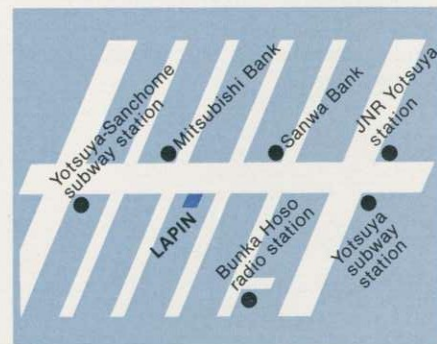 Yotsuya-Sanchome
subway station
Mitsubishi Bank
Sanwa Bank
JNR Yotsuya
station
LAPIN
Bunka Hoso
radio station
Yotsuya
subway
station